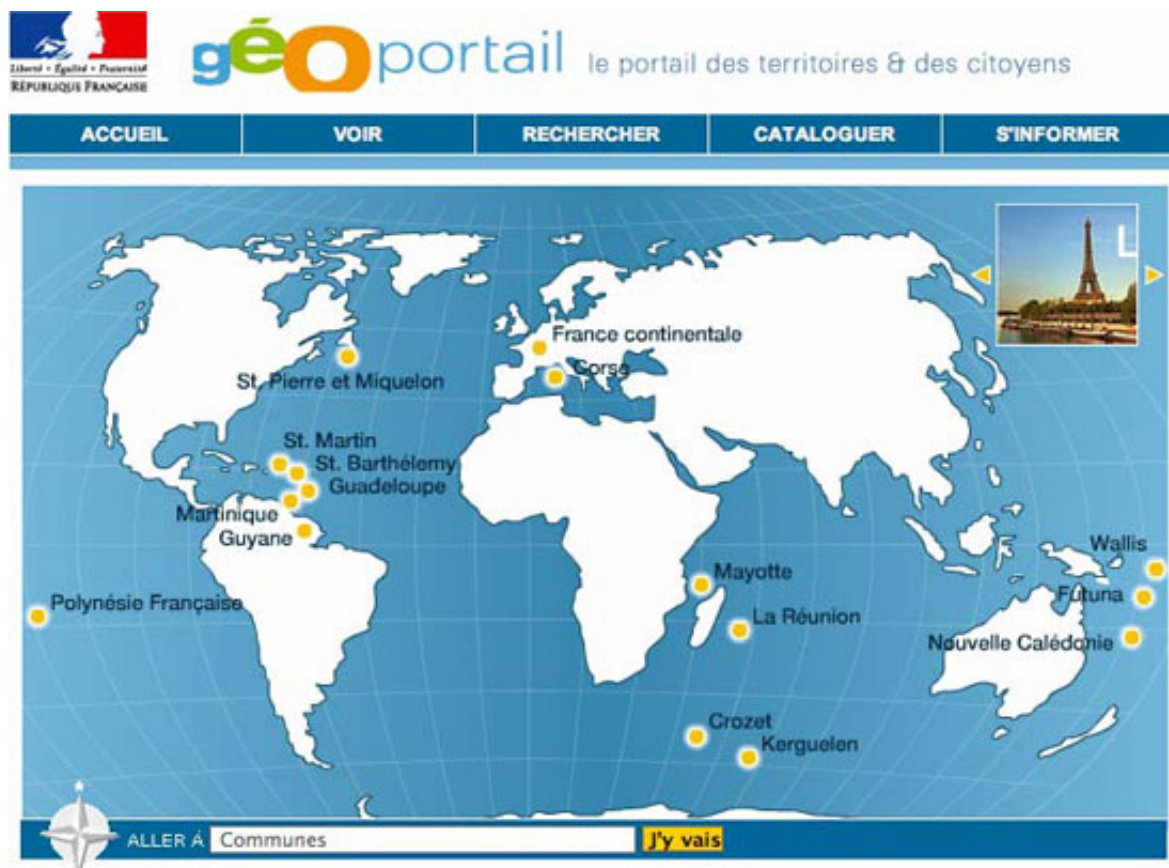 Liberté • Égalité • Fraternité
RÉPUBLIQUE FRANÇAISE
géoportail le portail des territoires & des citoyens
ACCUEIL VOIR RECHERCHER CATALOGUER S'INFORMER
L
France continentale
Corse
St. Pierre et Miquelon
St. Martin
St. Barthélemy
Guadeloupe
Martinique
Guyane
Wallis
Mayotte
Futuna
Polynésie Française
La Réunion
Nouvelle Calédonie
Crozet
Kerguelen
ALLER Á Communes J'y vais